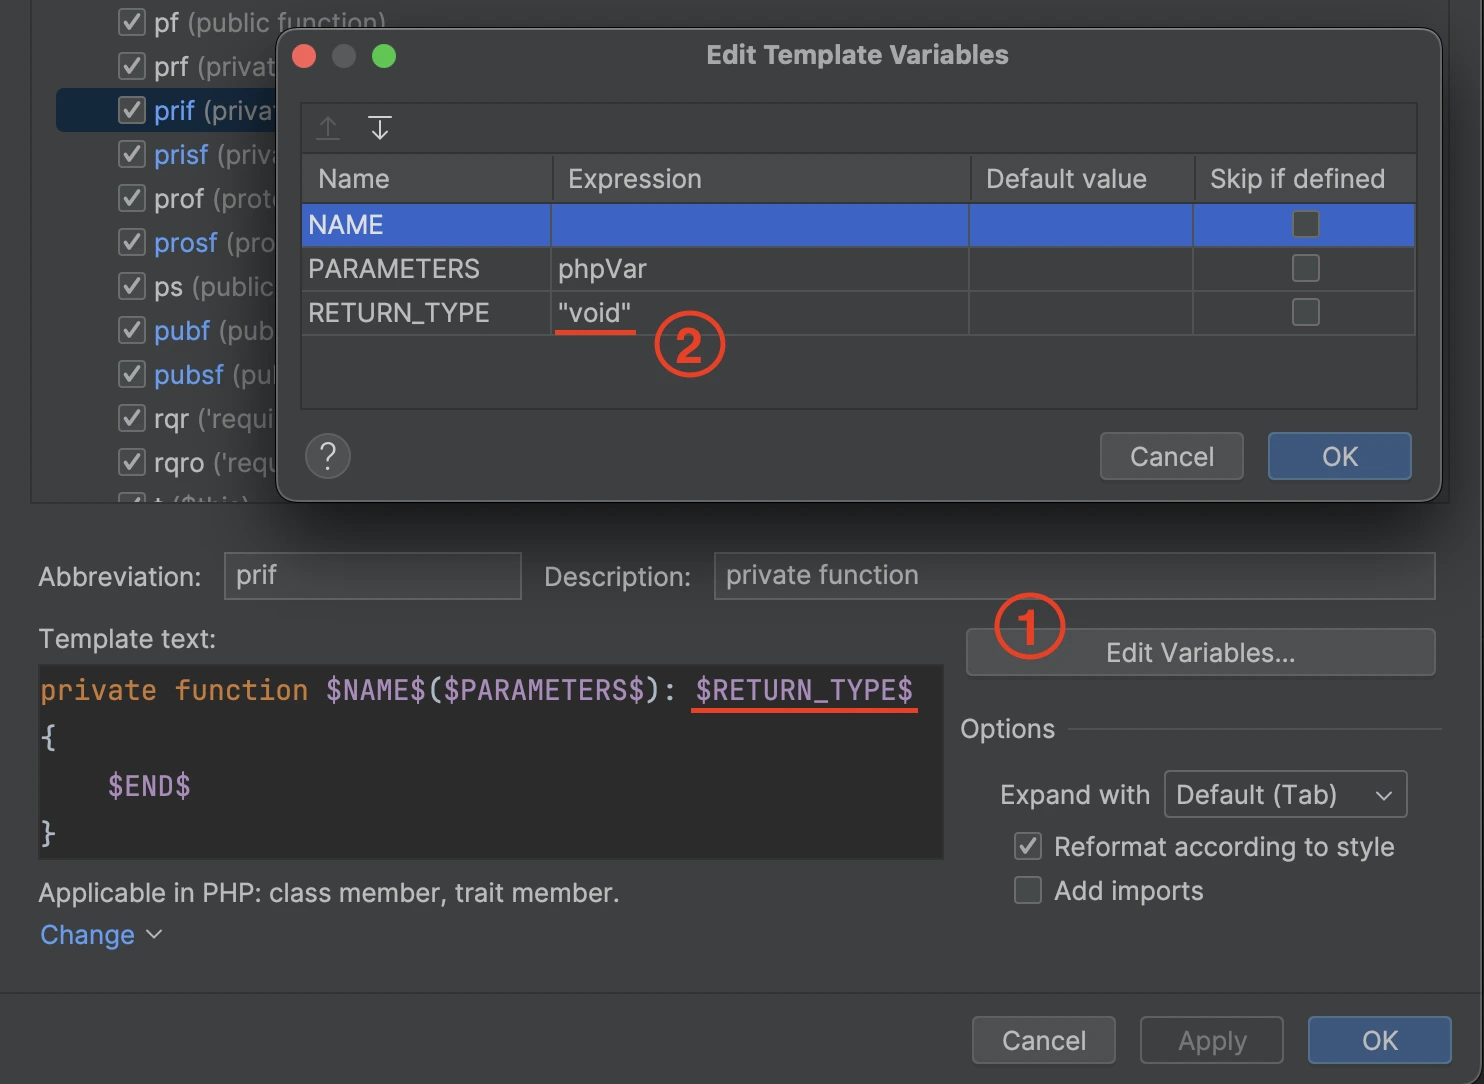 pf (public function)
prf (privat
prif (privat
prisf (priva
prof (prote
prosf (pro
ps (public
pubf (pub
pubsf (pul
rqr ('requi
rqro ('requ
t ($this)
Edit Template Variables
Name Expression Default value Skip if defined
NAME
PARAMETERS phpVar
RETURN_TYPE "void"
2
?
Cancel OK
Abbreviation: prif Description: private function
1
Template text:
Edit Variables...
private function $NAME$($PARAMETERS$): $RETURN_TYPE$
{
$END$
}
Options
Expand with Default (Tab)
Reformat according to style
Add imports
Applicable in PHP: class member, trait member.
Change
Cancel Apply OK